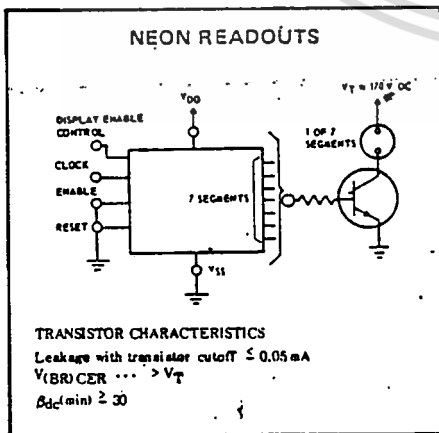 NEON READOUTS
VDD
VT ≈ 170 V DC
DISPLAY ENABLE
CONTROL
1 OF 7
SEGMENTS
CLOCK
ENABLE
7 SEGMENTS
RESET
VSS
TRANSISTOR CHARACTERISTICS
Leakage with transistor cutoff ≤ 0.05 mA
V(BR)CER ··· > VT
βdc(min) ≥ 30